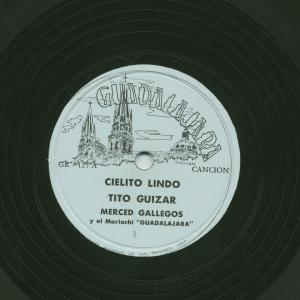 GUADALAJARA
CANCION
CIELITO LINDO
TITO GUIZAR
MERCED GALLEGOS
y el Mariachi "GUADALAJARA"